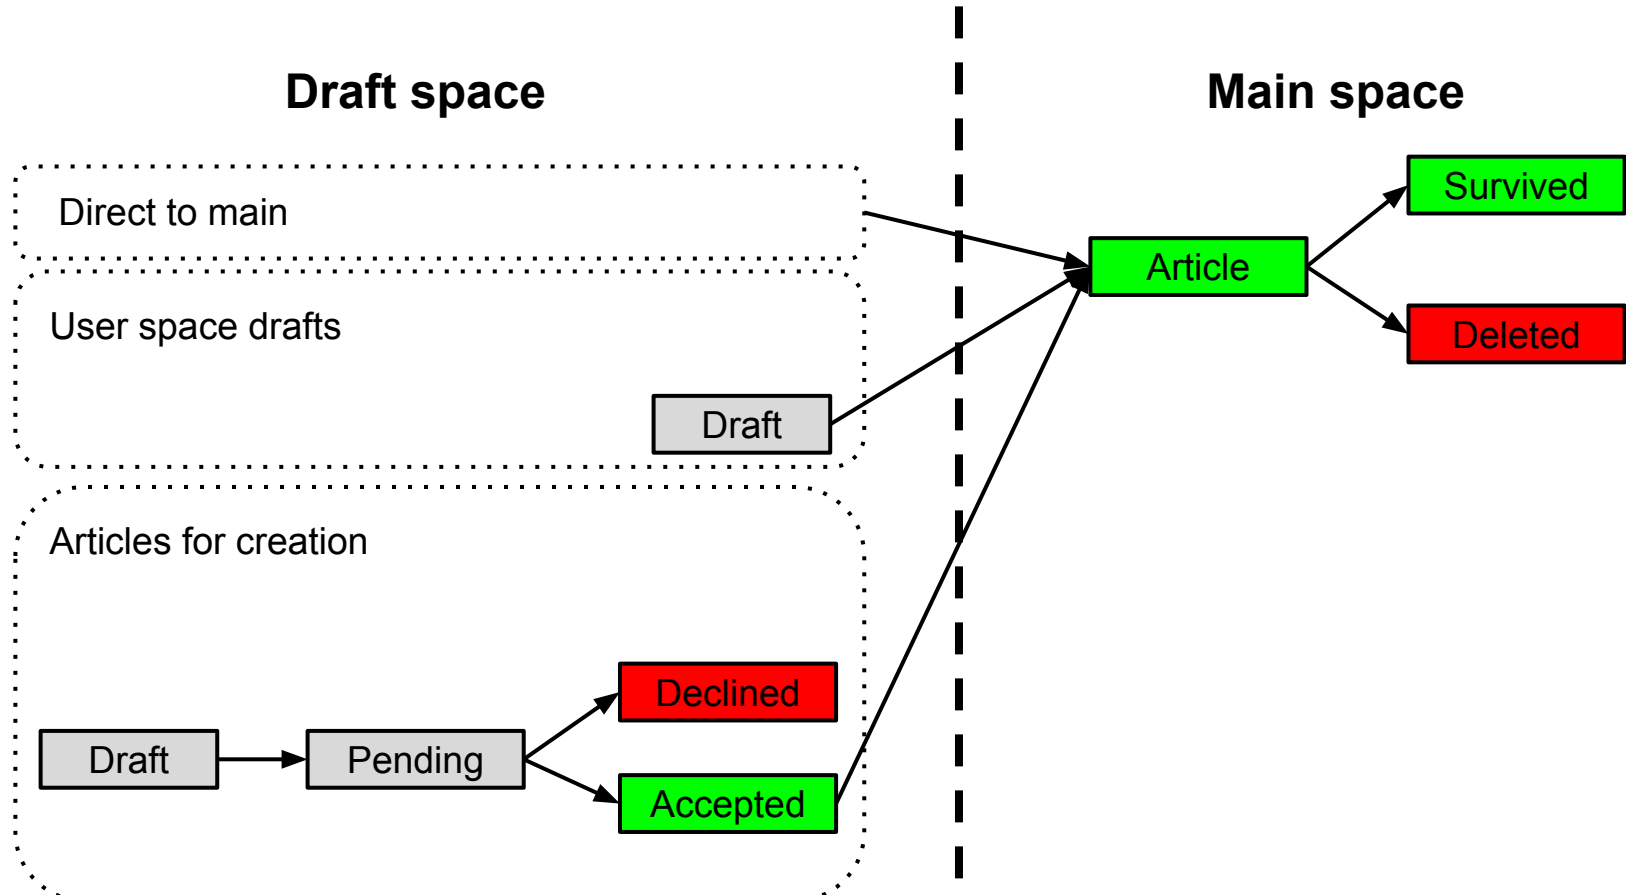 Draft space
Main space
Direct to main
Survived
Article
User space drafts
Deleted
Draft
Articles for creation
Declined
Draft
Pending
Accepted